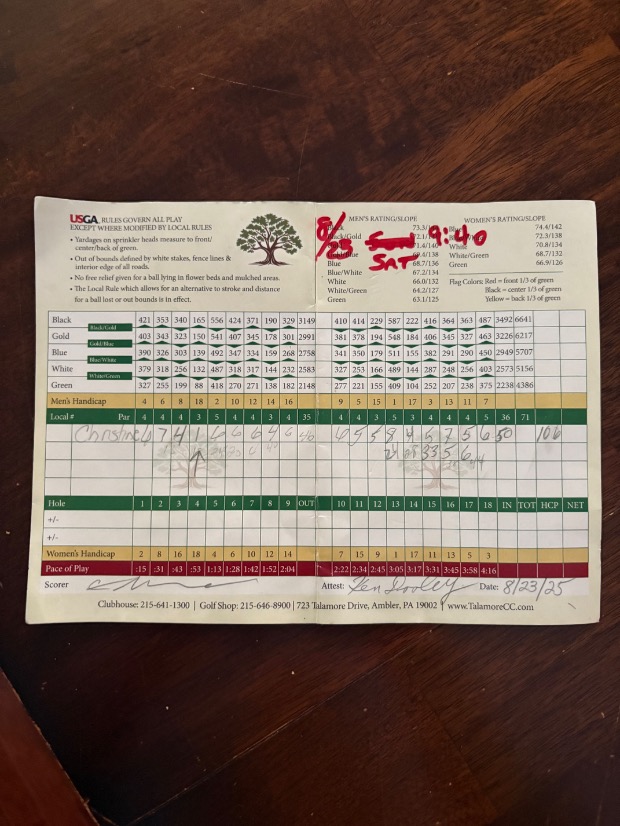 USGA RULES GOVERN ALL PLAY
EXCEPT WHERE MODIFIED BY LOCAL RULES
• Yardages on sprinkler heads measure to front/
center/back of green.
• Out of bounds defined by white stakes, fence lines &
interior edge of all roads.
• No free relief given for a ball lying in flower beds and mulched areas.
• The Local Rule which allows for an alternative to stroke and distance
for a ball lost or out bounds is in effect.
8/23
SAT
9:40
MEN'S RATING/SLOPE
Blue 68.7/136
Blue/White 67.2/134
White 66.0/132
White/Green 64.2/127
Green 63.1/125
WOMEN'S RATING/SLOPE
74.4/142
72.3/138
White 70.8/134
White/Green 68.7/132
Green 66.9/126
Flag Colors: Red = front 1/3 of green
Black = center 1/3 of green
Yellow = back 1/3 of green
Black 421 353 340 165 556 424 371 190 329 3149 410 414 229 587 222 416 364 363 487 3492 6641
Black/Gold
Gold 403 343 323 150 541 407 345 178 301 2991 381 378 194 548 184 406 345 327 463 3226 6217
Gold/Blue
Blue 390 326 303 139 492 347 334 159 268 2758 341 350 179 511 155 382 291 290 450 2949 5707
Blue/White
White 379 318 256 132 487 318 317 144 232 2583 327 253 166 489 144 287 248 256 403 2573 5156
White/Green
Green 327 255 199 88 418 270 271 138 182 2148 277 221 155 409 104 252 207 238 375 2238 4386
Men's Handicap 4 6 8 18 2 10 12 14 16 9 5 15 1 17 3 13 11 7
Local # Par 4 4 4 3 5 4 4 3 4 35 4 4 3 5 3 4 4 4 5 36 71
Christine 6 7 4 1 6 6 6 4 6 6 5 5 8 4 5 7 5 6 50 106
Hole 1 2 3 4 5 6 7 8 9 OUT 10 11 12 13 14 15 16 17 18 IN TOT HCP NET
+/-
+/-
Women's Handicap 2 8 16 18 4 6 10 12 14 7 15 9 1 17 11 13 5 3
Pace of Play :15 :31 :43 :53 1:13 1:28 1:42 1:52 2:04 2:22 2:34 2:45 3:05 3:17 3:31 3:45 3:58 4:16
Scorer Attest: Ken Dooley Date: 8/23/25
Clubhouse: 215-641-1300 | Golf Shop: 215-646-8900 | 723 Talamore Drive, Ambler, PA 19002 | www.TalamoreCC.com